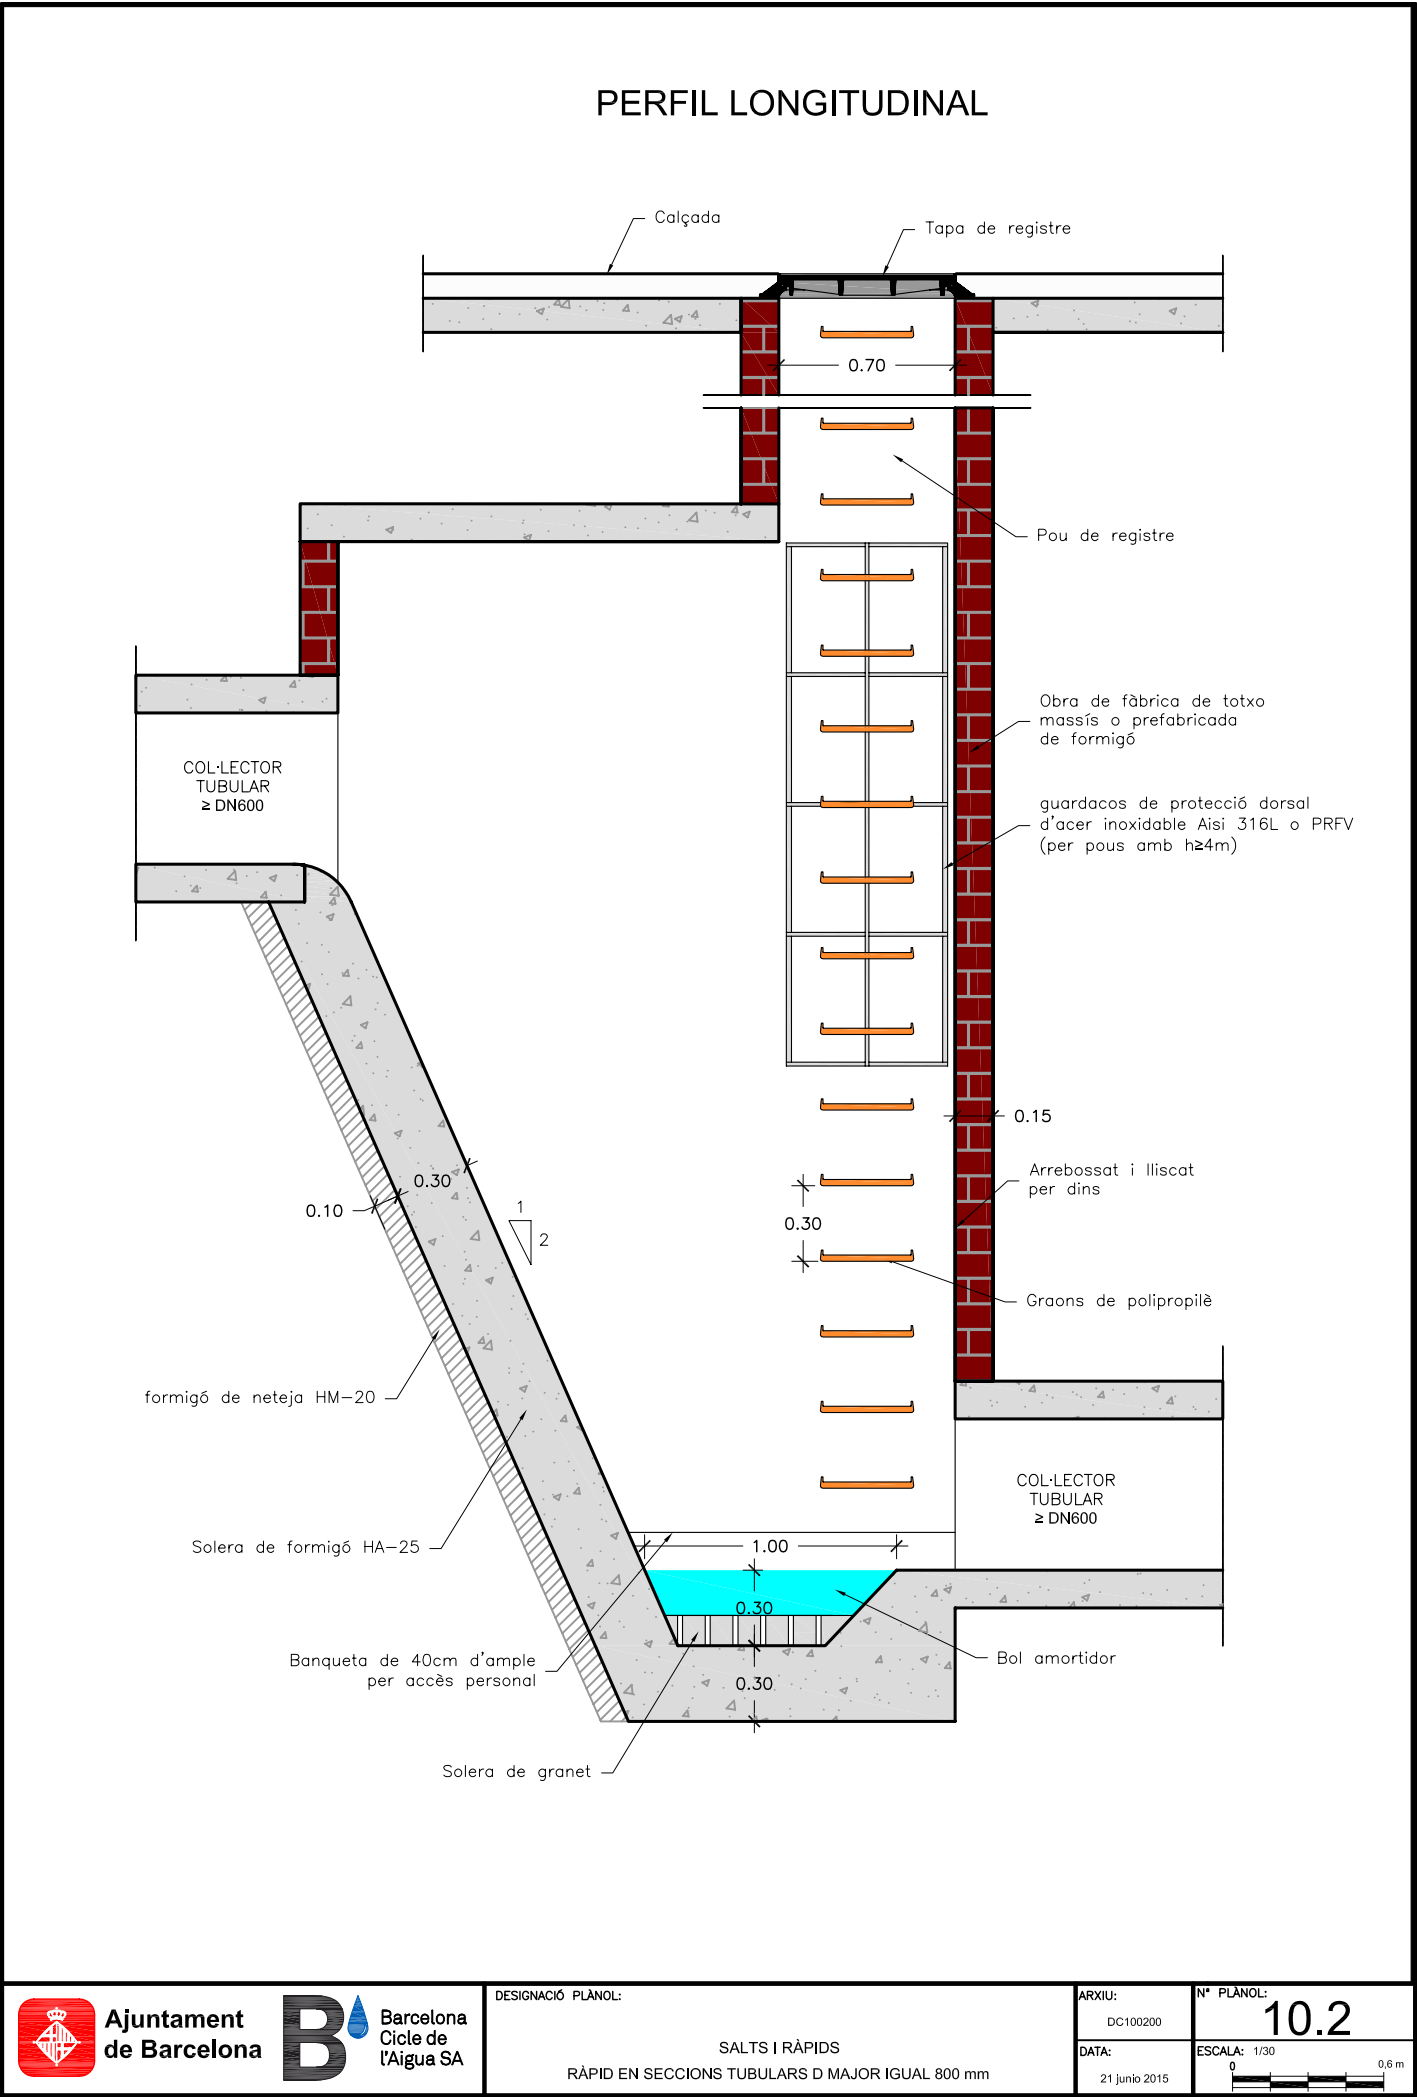 PERFIL LONGITUDINAL
Calçada
Tapa de registre
0.70
Pou de registre
Obra de fàbrica de totxo
massís o prefabricada
de formigó
COL·LECTOR
TUBULAR
≥ DN600
guardacos de protecció dorsal
d'acer inoxidable Aisi 316L o PRFV
(per pous amb h≥4m)
0.15
Arrebossat i lliscat
per dins
0.30
0.10
1
2
0.30
Graons de polipropilè
formigó de neteja HM-20
COL·LECTOR
TUBULAR
≥ DN600
Solera de formigó HA-25
1.00
0.30
Banqueta de 40cm d'ample
per accès personal
Bol amortidor
0.30
Solera de granet
Ajuntament
de Barcelona
B
Barcelona
Cicle de
l'Aigua SA
DESIGNACIÓ PLÀNOL:
SALTS I RÀPIDS
RÀPID EN SECCIONS TUBULARS D MAJOR IGUAL 800 mm
ARXIU:
DC100200
DATA:
21 junio 2015
Nº PLÀNOL:
10.2
ESCALA: 1/30
0 0,6 m